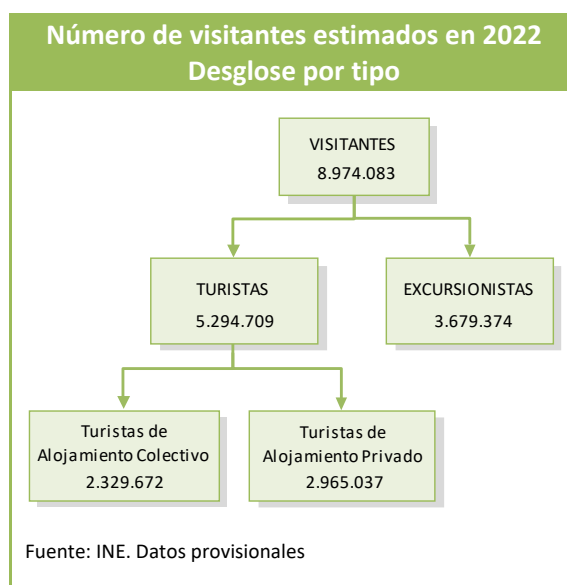 Número de visitantes estimados en 2022
Desglose por tipo
VISITANTES
8.974.083
TURISTAS
5.294.709
EXCURSIONISTAS
3.679.374
Turistas de
Alojamiento Colectivo
2.329.672
Turistas de
Alojamiento Privado
2.965.037
Fuente: INE. Datos provisionales